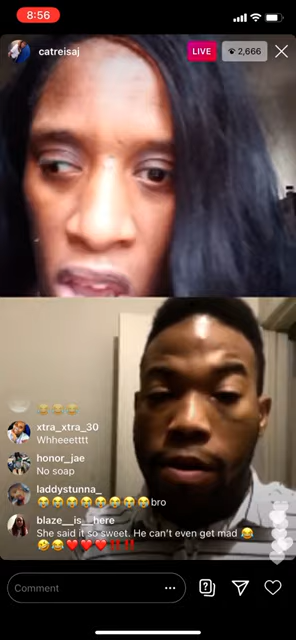 8:56
catreisaj
LIVE
2,666
😂😂😂
xtra_xtra_30
Whheeetttt
honor_jae
No soap
laddystunna_
😭😭😭😭😭😭😭😭bro
blaze__is__here
She said it so sweet. He can't even get mad 😂
🤣😂❤️❤️❤️‼️‼️
Comment